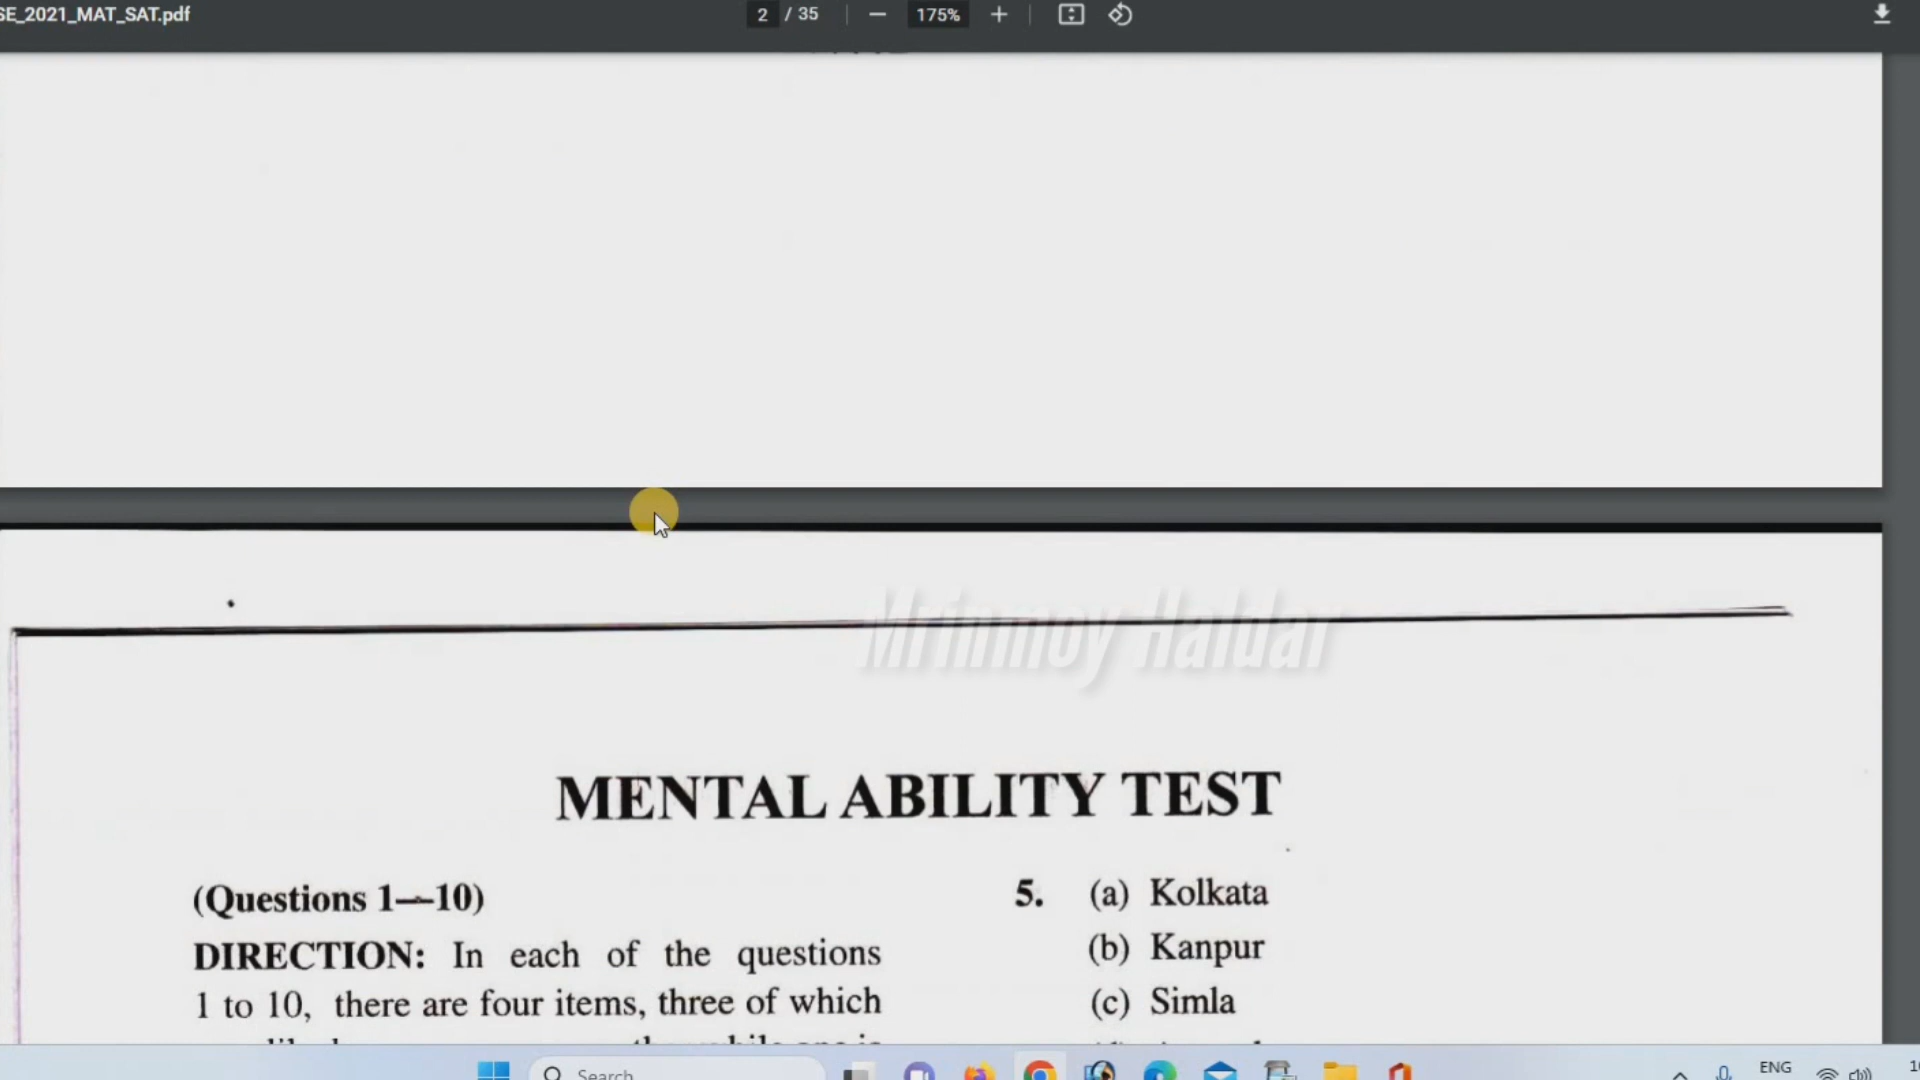 SE_2021_MAT_SAT.pdf
2 / 35
175%
Mrinmoy Haldar
MENTAL ABILITY TEST
(Questions 1—10)
DIRECTION: In each of the questions
1 to 10, there are four items, three of which
5. (a) Kolkata
(b) Kanpur
(c) Simla
Search
ENG